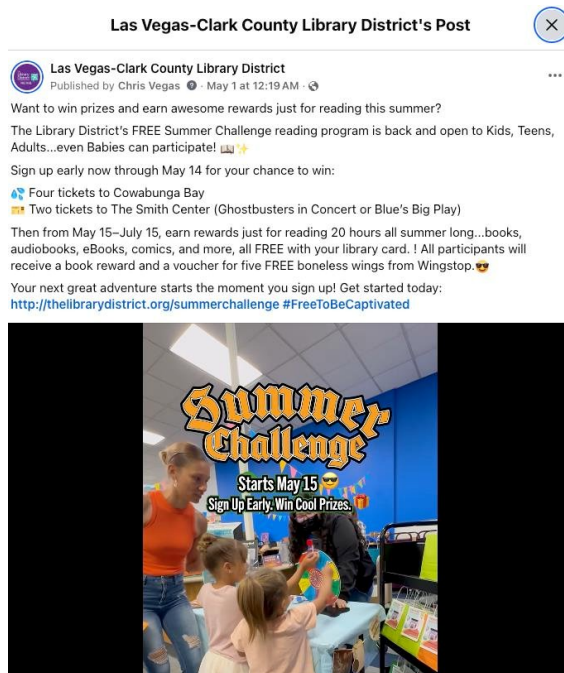 Las Vegas-Clark County Library District's Post
Las Vegas-Clark County Library District
Published by Chris Vegas · May 1 at 12:19 AM ·
Want to win prizes and earn awesome rewards just for reading this summer?
The Library District's FREE Summer Challenge reading program is back and open to Kids, Teens,
Adults...even Babies can participate! 📖✨
Sign up early now through May 14 for your chance to win:
💦 Four tickets to Cowabunga Bay
🎫 Two tickets to The Smith Center (Ghostbusters in Concert or Blue's Big Play)
Then from May 15–July 15, earn rewards just for reading 20 hours all summer long...books,
audiobooks, eBooks, comics, and more, all FREE with your library card. ! All participants will
receive a book reward and a voucher for five FREE boneless wings from Wingstop.😎
Your next great adventure starts the moment you sign up! Get started today:
http://thelibrarydistrict.org/summerchallenge #FreeToBeCaptivated
Summer
Challenge
Starts May 15 😎
Sign Up Early. Win Cool Prizes. 🎁